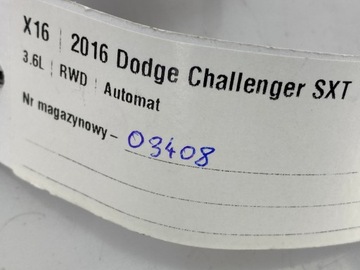 X16 | 2016 Dodge Challenger SXT
3.6L | RWD | Automat
Nr magazynowy – 03408